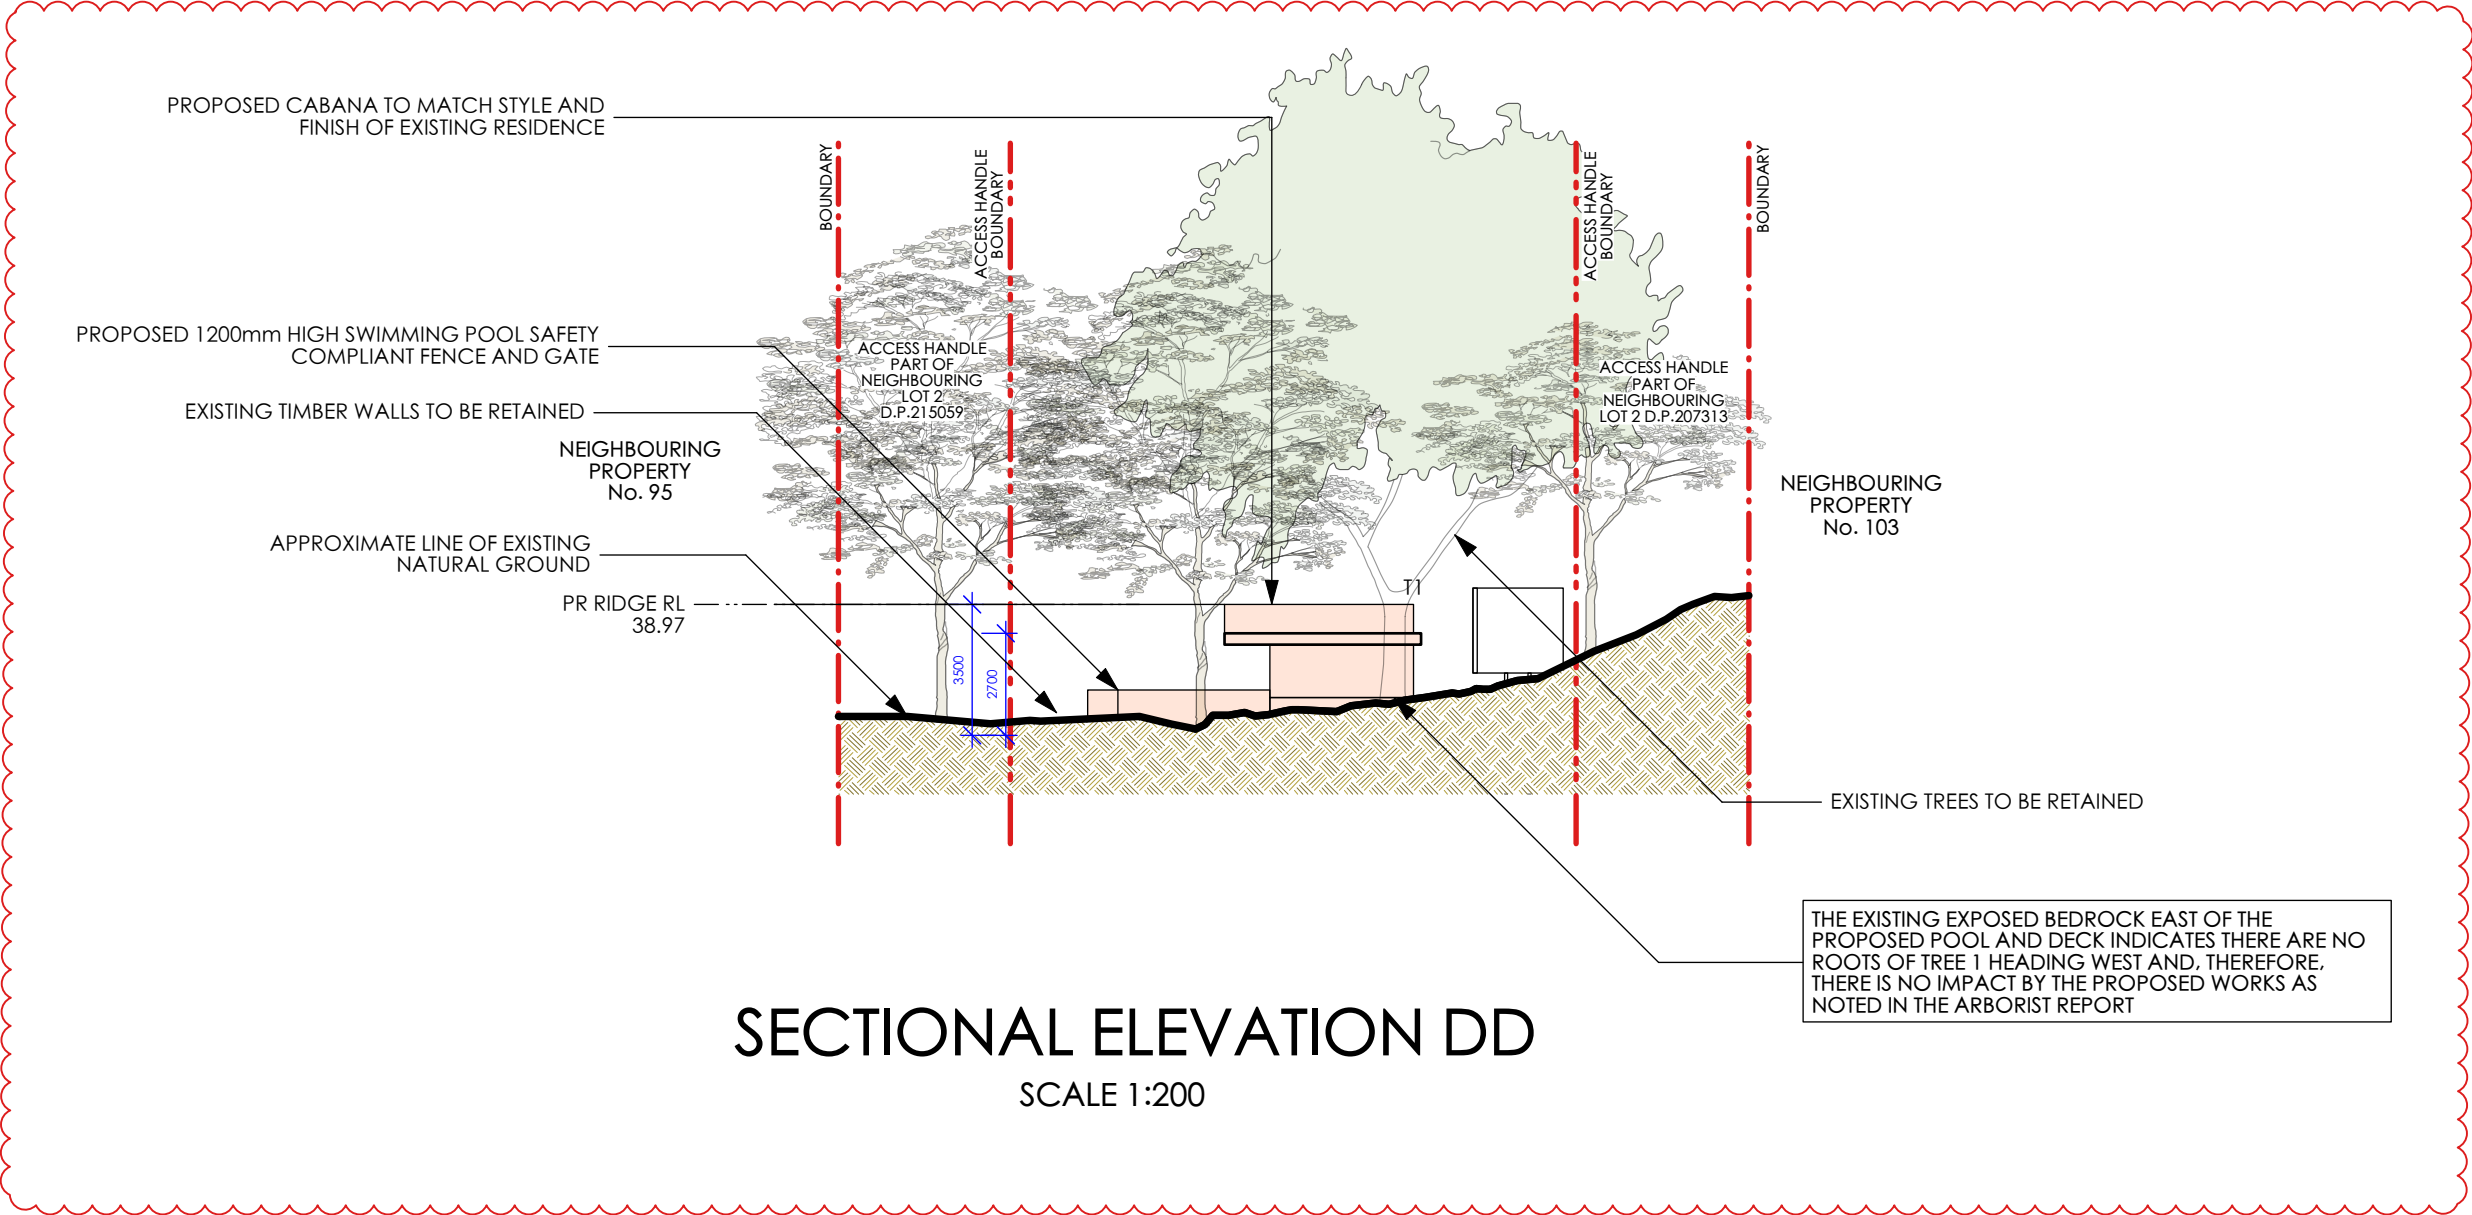 PROPOSED CABANA TO MATCH STYLE AND
FINISH OF EXISTING RESIDENCE
BOUNDARY
ACCESS HANDLE
BOUNDARY
ACCESS HANDLE
BOUNDARY
BOUNDARY
PROPOSED 1200mm HIGH SWIMMING POOL SAFETY
COMPLIANT FENCE AND GATE
EXISTING TIMBER WALLS TO BE RETAINED
ACCESS HANDLE
PART OF
NEIGHBOURING
LOT 2
D.P.215059
ACCESS HANDLE
PART OF
NEIGHBOURING
LOT 2 D.P.207313
NEIGHBOURING
PROPERTY
No. 95
NEIGHBOURING
PROPERTY
No. 103
APPROXIMATE LINE OF EXISTING
NATURAL GROUND
PR RIDGE RL
38.97
3500
2700
T1
EXISTING TREES TO BE RETAINED
THE EXISTING EXPOSED BEDROCK EAST OF THE
PROPOSED POOL AND DECK INDICATES THERE ARE NO
ROOTS OF TREE 1 HEADING WEST AND, THEREFORE,
THERE IS NO IMPACT BY THE PROPOSED WORKS AS
NOTED IN THE ARBORIST REPORT
SECTIONAL ELEVATION DD
SCALE 1:200